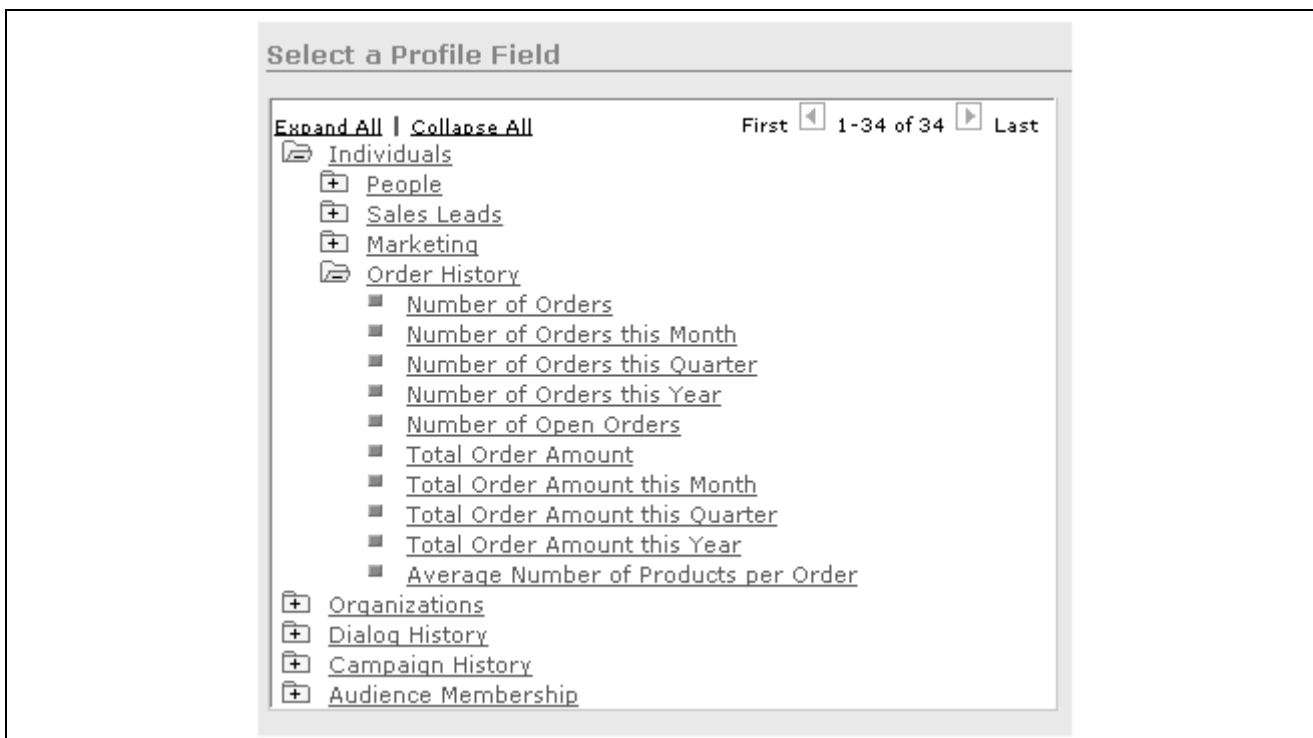 Select a Profile Field
Expand All | Collapse All First 1-34 of 34 Last
Individuals
People
Sales Leads
Marketing
Order History
Number of Orders
Number of Orders this Month
Number of Orders this Quarter
Number of Orders this Year
Number of Open Orders
Total Order Amount
Total Order Amount this Month
Total Order Amount this Quarter
Total Order Amount this Year
Average Number of Products per Order
Organizations
Dialog History
Campaign History
Audience Membership